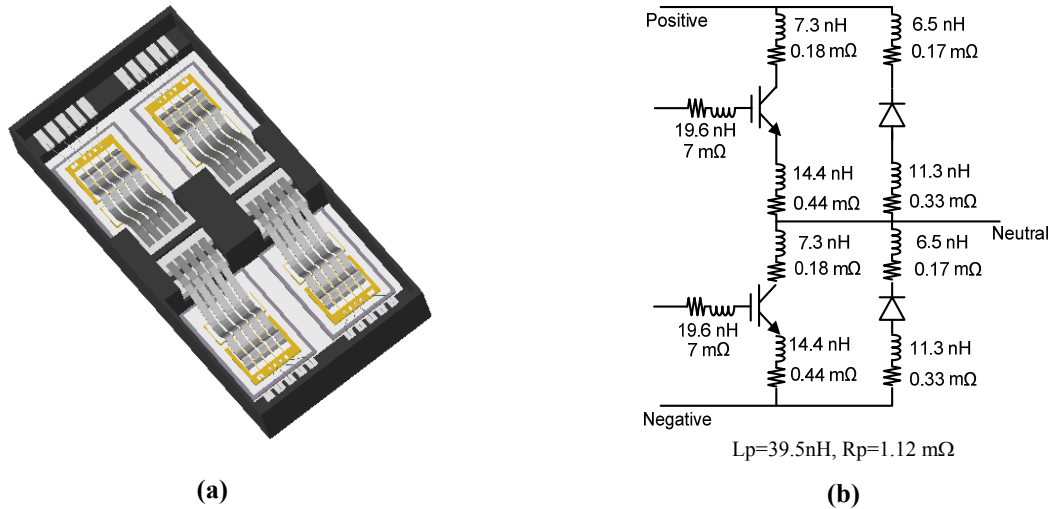 Positive
7.3 nH
0.18 mΩ
6.5 nH
0.17 mΩ
19.6 nH
7 mΩ
14.4 nH
0.44 mΩ
11.3 nH
0.33 mΩ
Neutral
7.3 nH
0.18 mΩ
6.5 nH
0.17 mΩ
19.6 nH
7 mΩ
14.4 nH
0.44 mΩ
11.3 nH
0.33 mΩ
Negative
Lp=39.5nH, Rp=1.12 mΩ
(a)
(b)